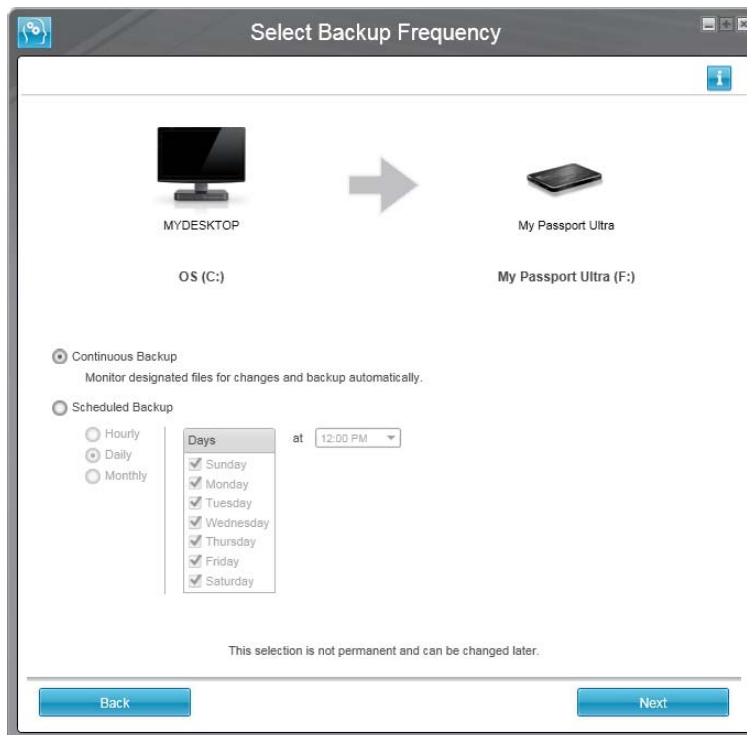 Select Backup Frequency
i
MYDESKTOP
My Passport Ultra
OS (C:)
My Passport Ultra (F:)
Continuous Backup
Monitor designated files for changes and backup automatically.
Scheduled Backup
Hourly
Daily
Monthly
Days
Sunday
Monday
Tuesday
Wednesday
Thursday
Friday
Saturday
at
12:00 PM
This selection is not permanent and can be changed later.
Back
Next